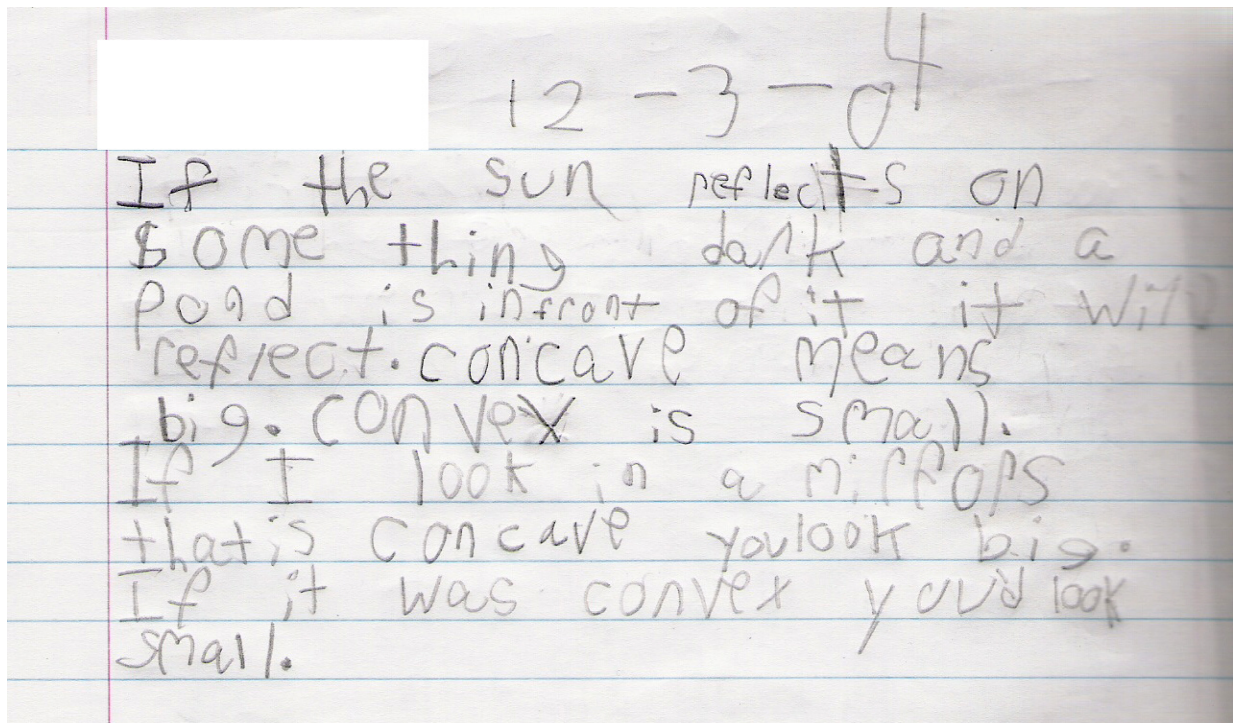 12-3-04
If the sun reflects on
some thing dark and a
pond is infront of it it will
reflect. concave means
big. convex is small.
If I look in a mirrors
that is concave you look big.
If it was convex youd look
small.